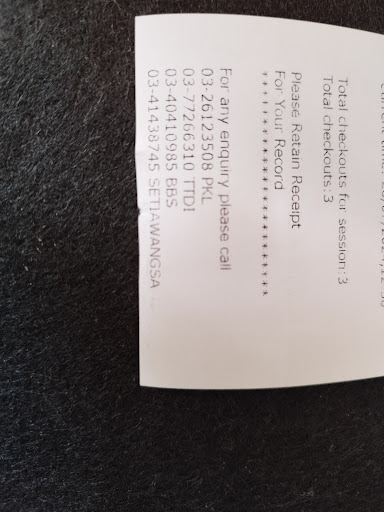 Total checkouts for session:3
Total checkouts:3
Please Retain Receipt
For Your Record
**************************
For any enquiry please call
03-26123508 PKL
03-77266310 TTDI
03-40410985 BBS
03-41438745 SETIAWANGSA